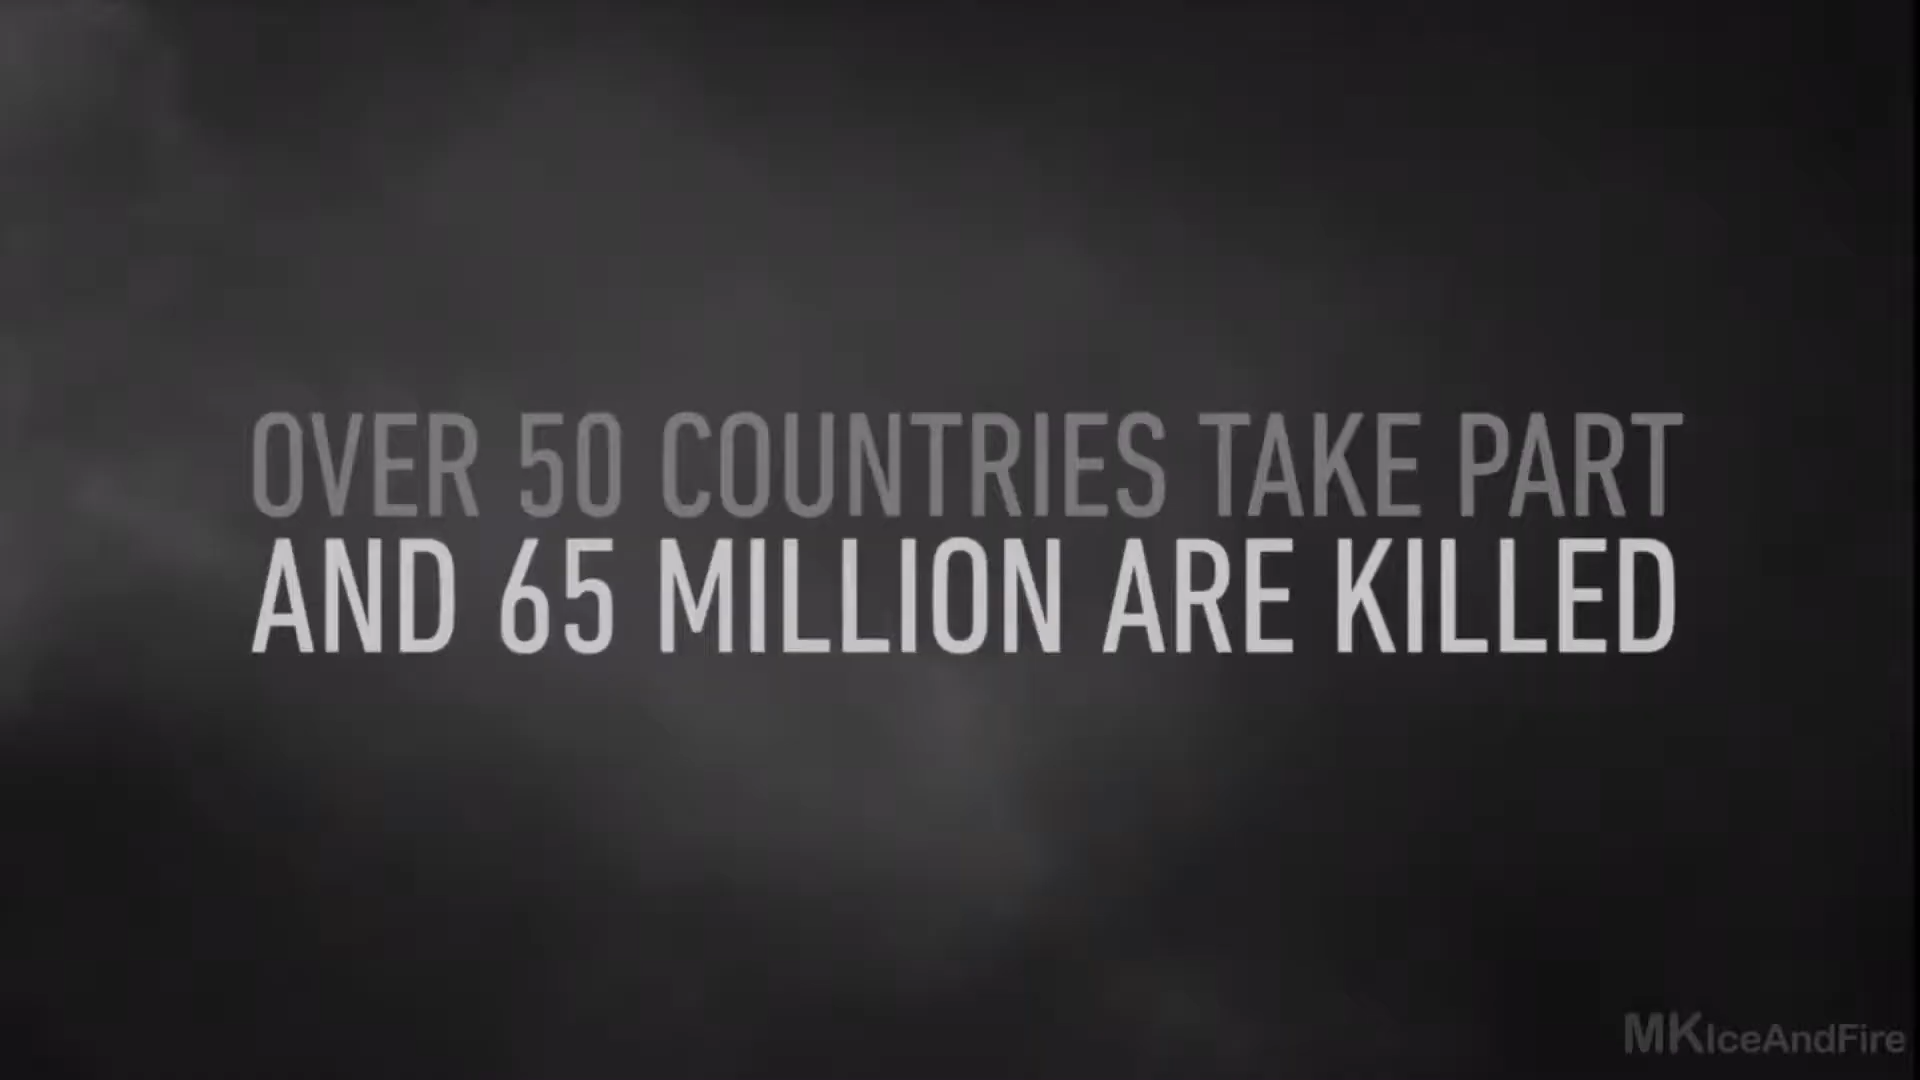 OVER 50 COUNTRIES TAKE PART
AND 65 MILLION ARE KILLED
MKIceAndFire